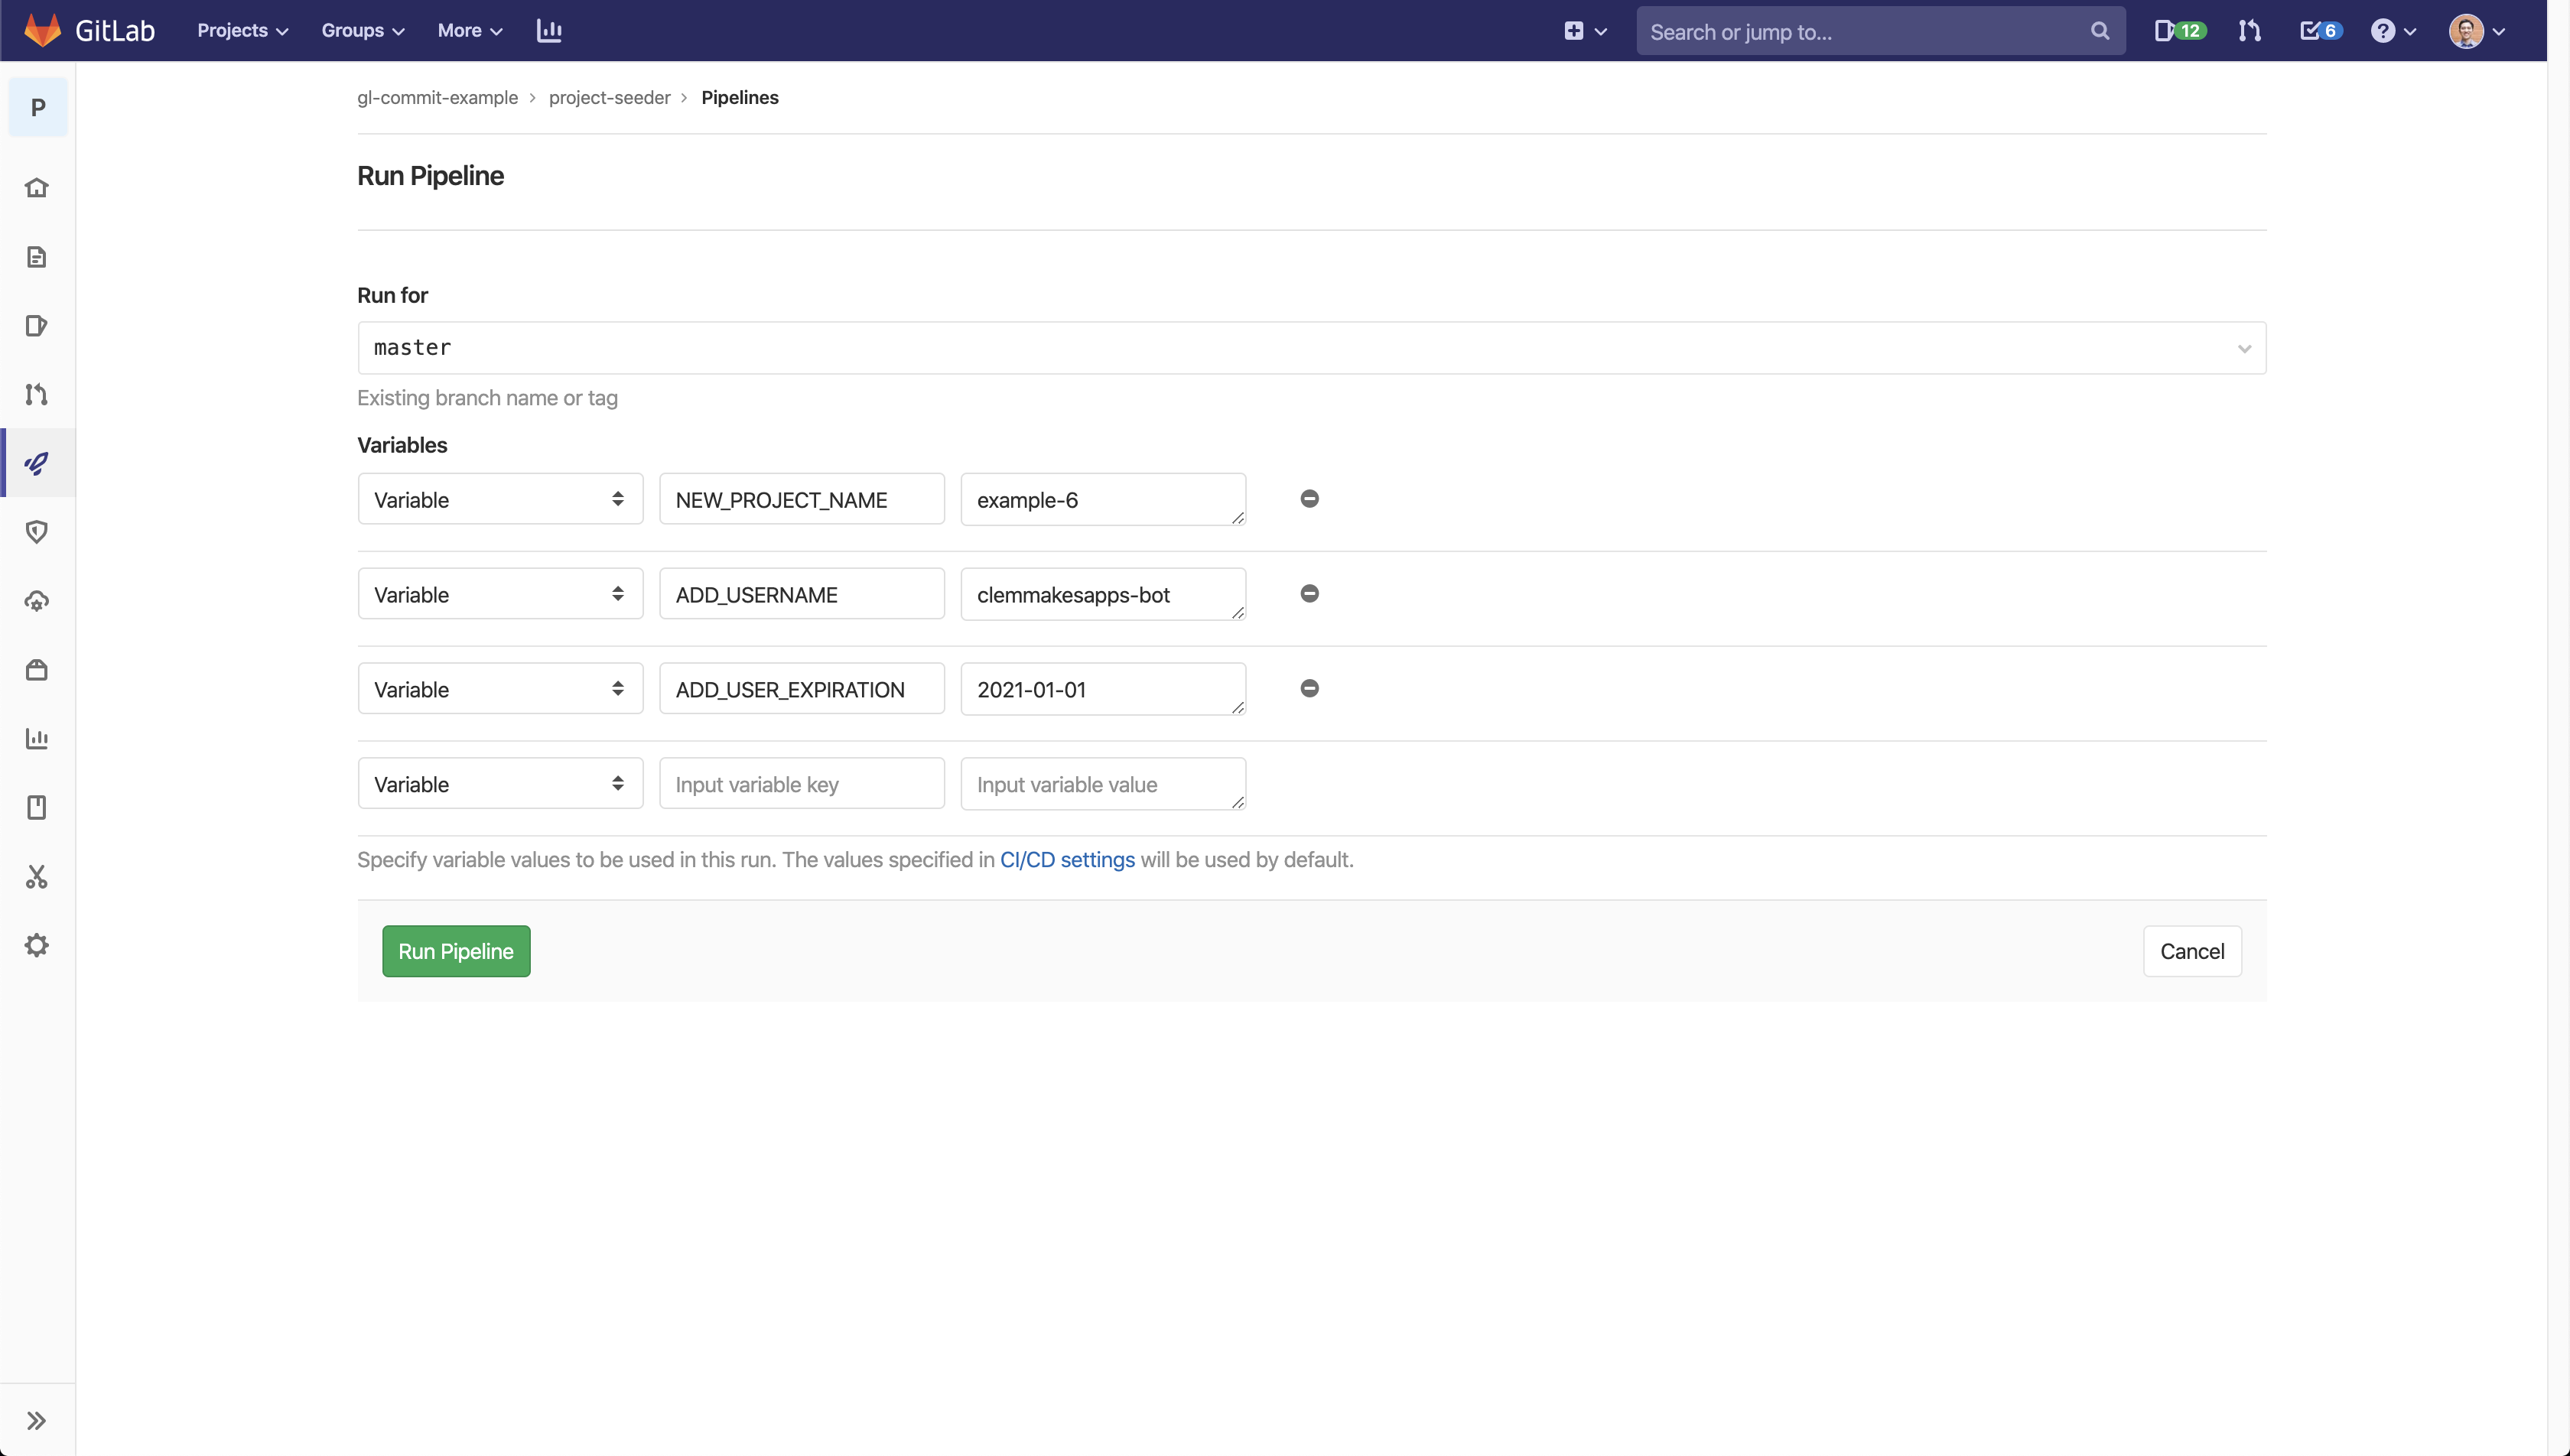 GitLab Projects Groups More Search or jump to... 12 6
P
gl-commit-example > project-seeder > Pipelines
Run Pipeline
Run for
master
Existing branch name or tag
Variables
Variable NEW_PROJECT_NAME example-6
Variable ADD_USERNAME clemmakesapps-bot
Variable ADD_USER_EXPIRATION 2021-01-01
Variable Input variable key Input variable value
Specify variable values to be used in this run. The values specified in CI/CD settings will be used by default.
Run Pipeline Cancel